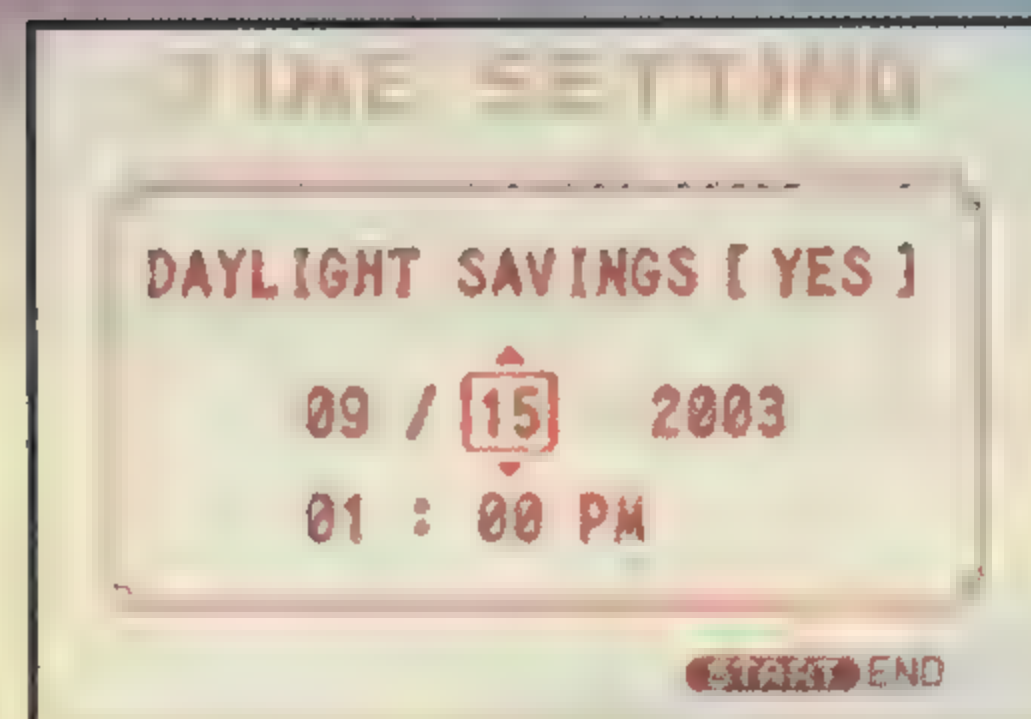 TIME SETTING
DAYLIGHT SAVINGS [ YES ]
09 / 15 2003
01 : 00 PM
START END